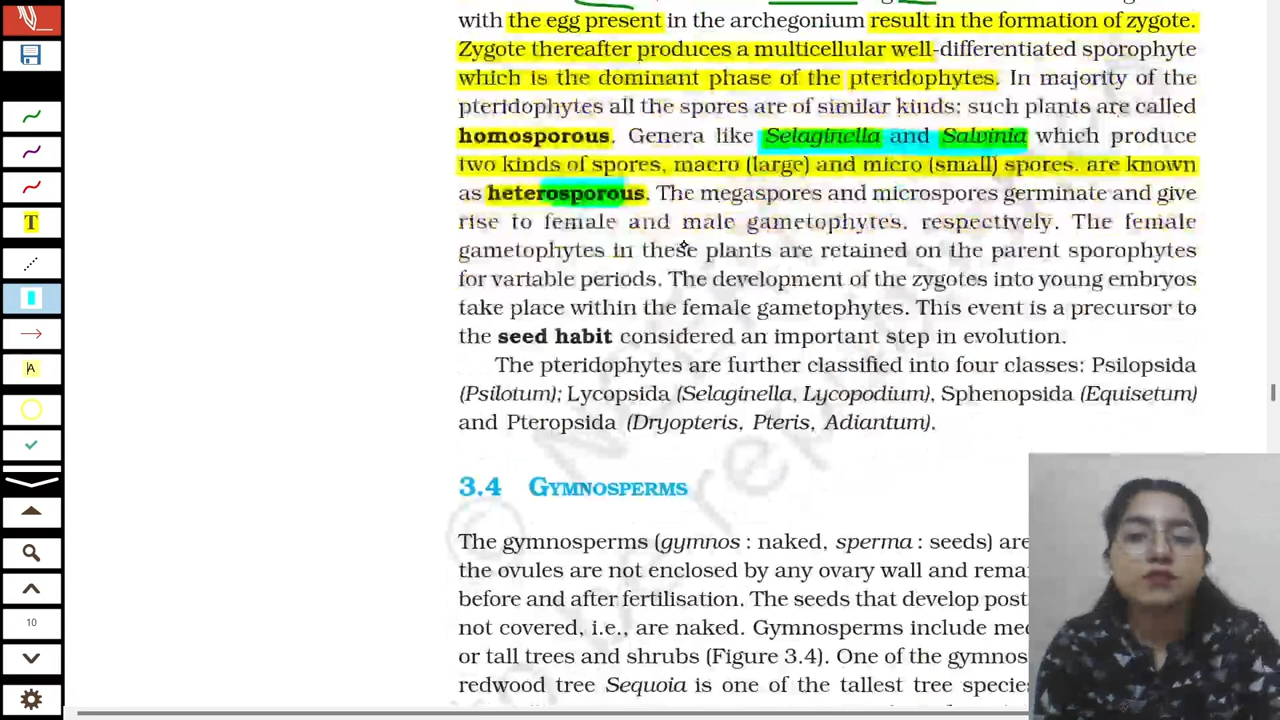 with the egg present in the archegonium result in the formation of zygote.
Zygote thereafter produces a multicellular well-differentiated sporophyte
which is the dominant phase of the pteridophytes. In majority of the
pteridophytes all the spores are of similar kinds; such plants are called
homosporous. Genera like Selaginella and Salvinia which produce
two kinds of spores, macro (large) and micro (small) spores, are known
as heterosporous. The megaspores and microspores germinate and give
rise to female and male gametophytes, respectively. The female
gametophytes in these plants are retained on the parent sporophytes
for variable periods. The development of the zygotes into young embryos
take place within the female gametophytes. This event is a precursor to
the seed habit considered an important step in evolution.
The pteridophytes are further classified into four classes: Psilopsida
(Psilotum); Lycopsida (Selaginella, Lycopodium), Sphenopsida (Equisetum)
and Pteropsida (Dryopteris, Pteris, Adiantum).
3.4 GYMNOSPERMS
The gymnosperms (gymnos : naked, sperma : seeds) are
the ovules are not enclosed by any ovary wall and rema
before and after fertilisation. The seeds that develop post
not covered, i.e., are naked. Gymnosperms include me
or tall trees and shrubs (Figure 3.4). One of the gymnos
redwood tree Sequoia is one of the tallest tree specie
T
A
10